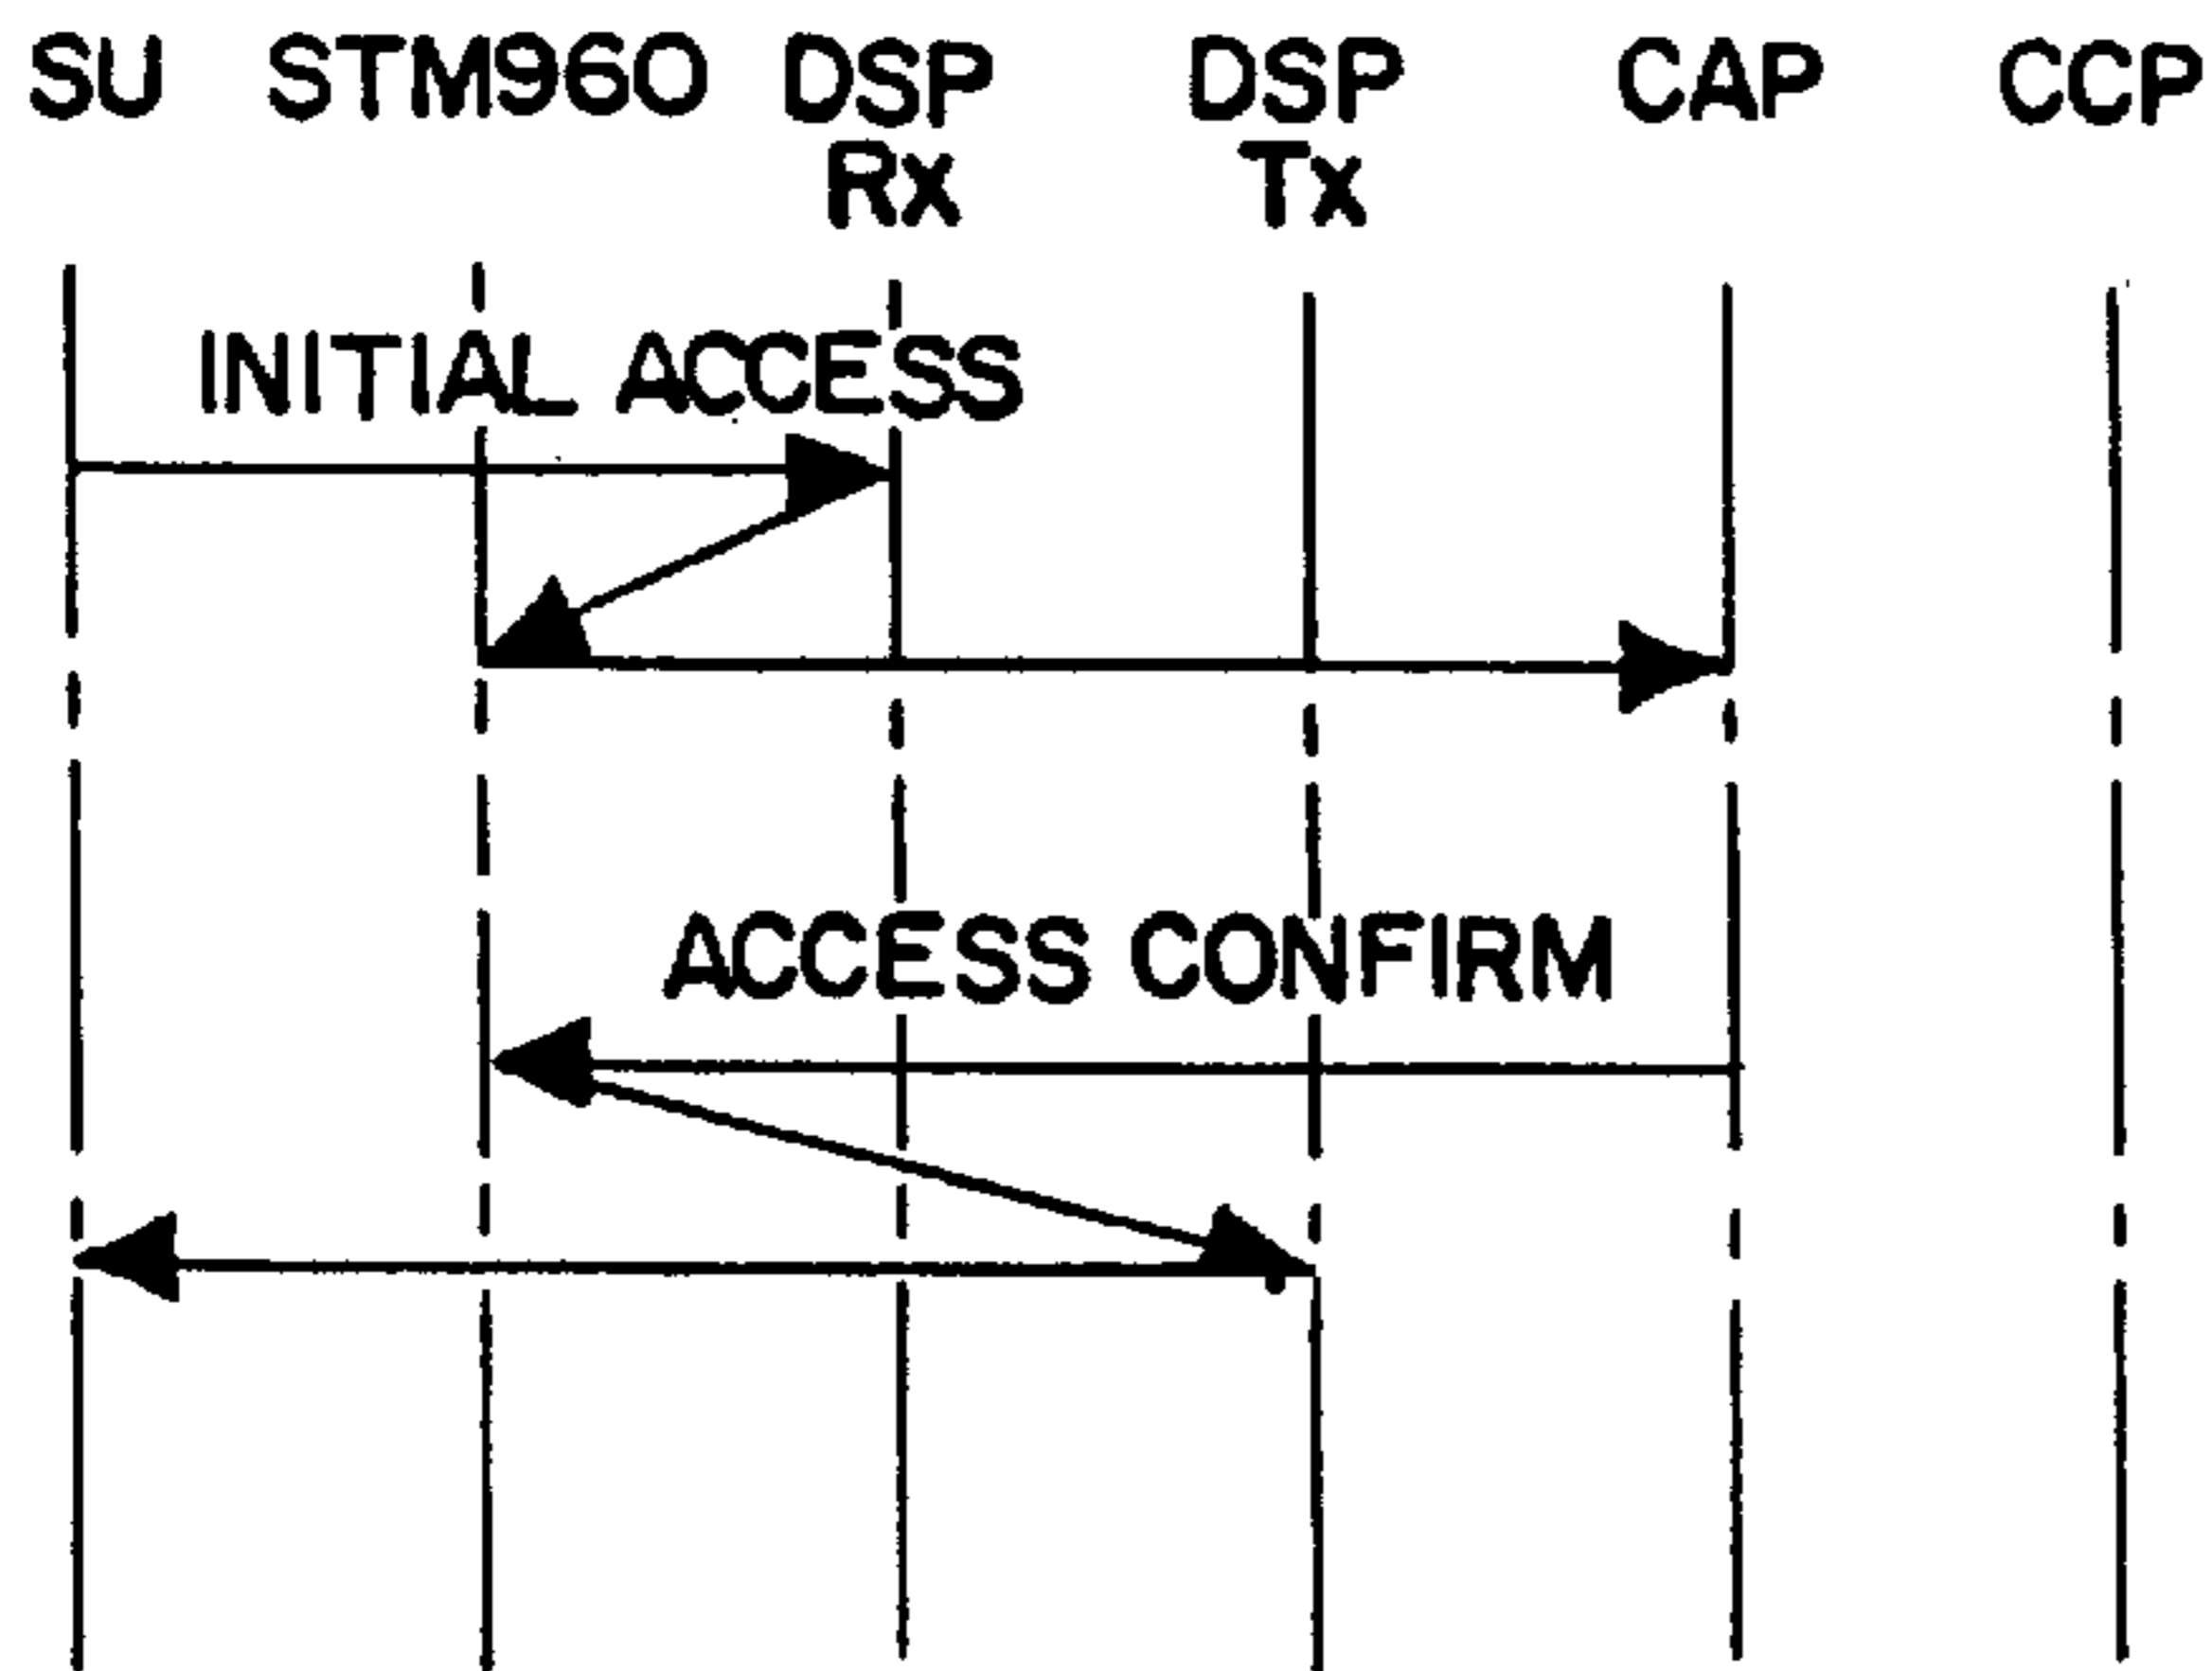 SU STM960 DSP DSP CAP CCP
Rx Tx
INITIAL ACCESS
ACCESS CONFIRM